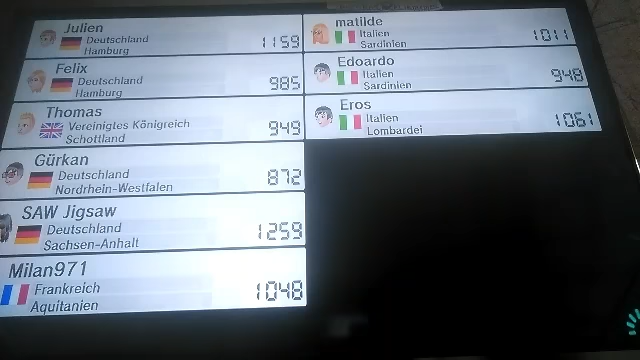 Julien
Deutschland
Hamburg
1159
Felix
Deutschland
Hamburg
985
Thomas
Vereinigtes Königreich
Schottland
949
Gürkan
Deutschland
Nordrhein-Westfalen
872
SAW Jigsaw
Deutschland
Sachsen-Anhalt
1259
Milan971
Frankreich
Aquitanien
1048
matilde
Italien
Sardinien
1011
Edoardo
Italien
Sardinien
948
Eros
Italien
Lombardei
1061